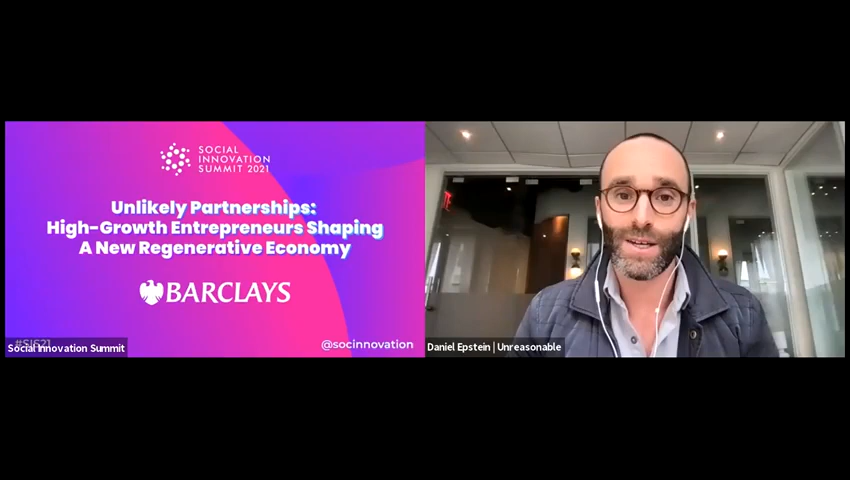 SOCIAL
INNOVATION
SUMMIT 2021
Unlikely Partnerships:
High-Growth Entrepreneurs Shaping
A New Regenerative Economy
BARCLAYS
#SIS21
@socinnovation
Social Innovation Summit
Daniel Epstein | Unreasonable